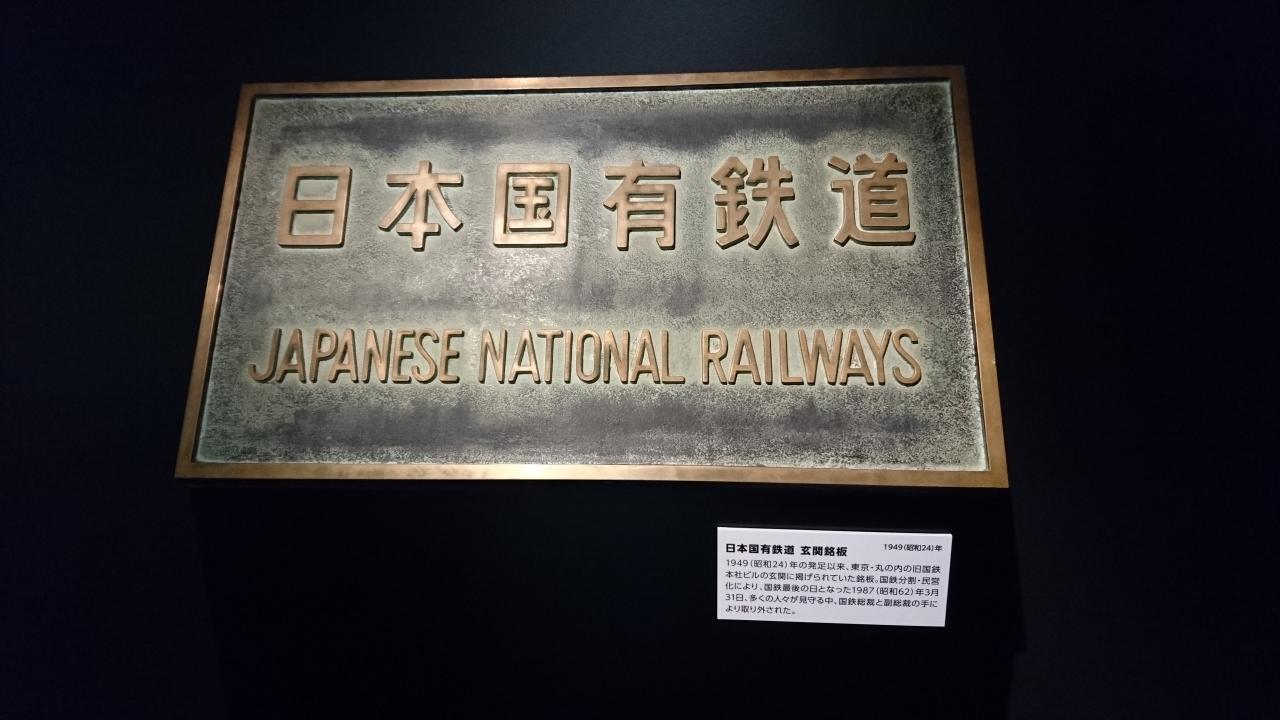 日本国有鉄道
JAPANESE NATIONAL RAILWAYS
日本国有鉄道 玄関銘板 1949(昭和24)年
1949(昭和24)年の発足以来、東京・丸の内の旧国鉄
本社ビルの玄関に掲げられていた銘板。国鉄分割・民営
化により、国鉄最後の日となった1987(昭和62)年3月
31日、多くの人々が見守る中、国鉄総裁と副総裁の手に
より取り外された。